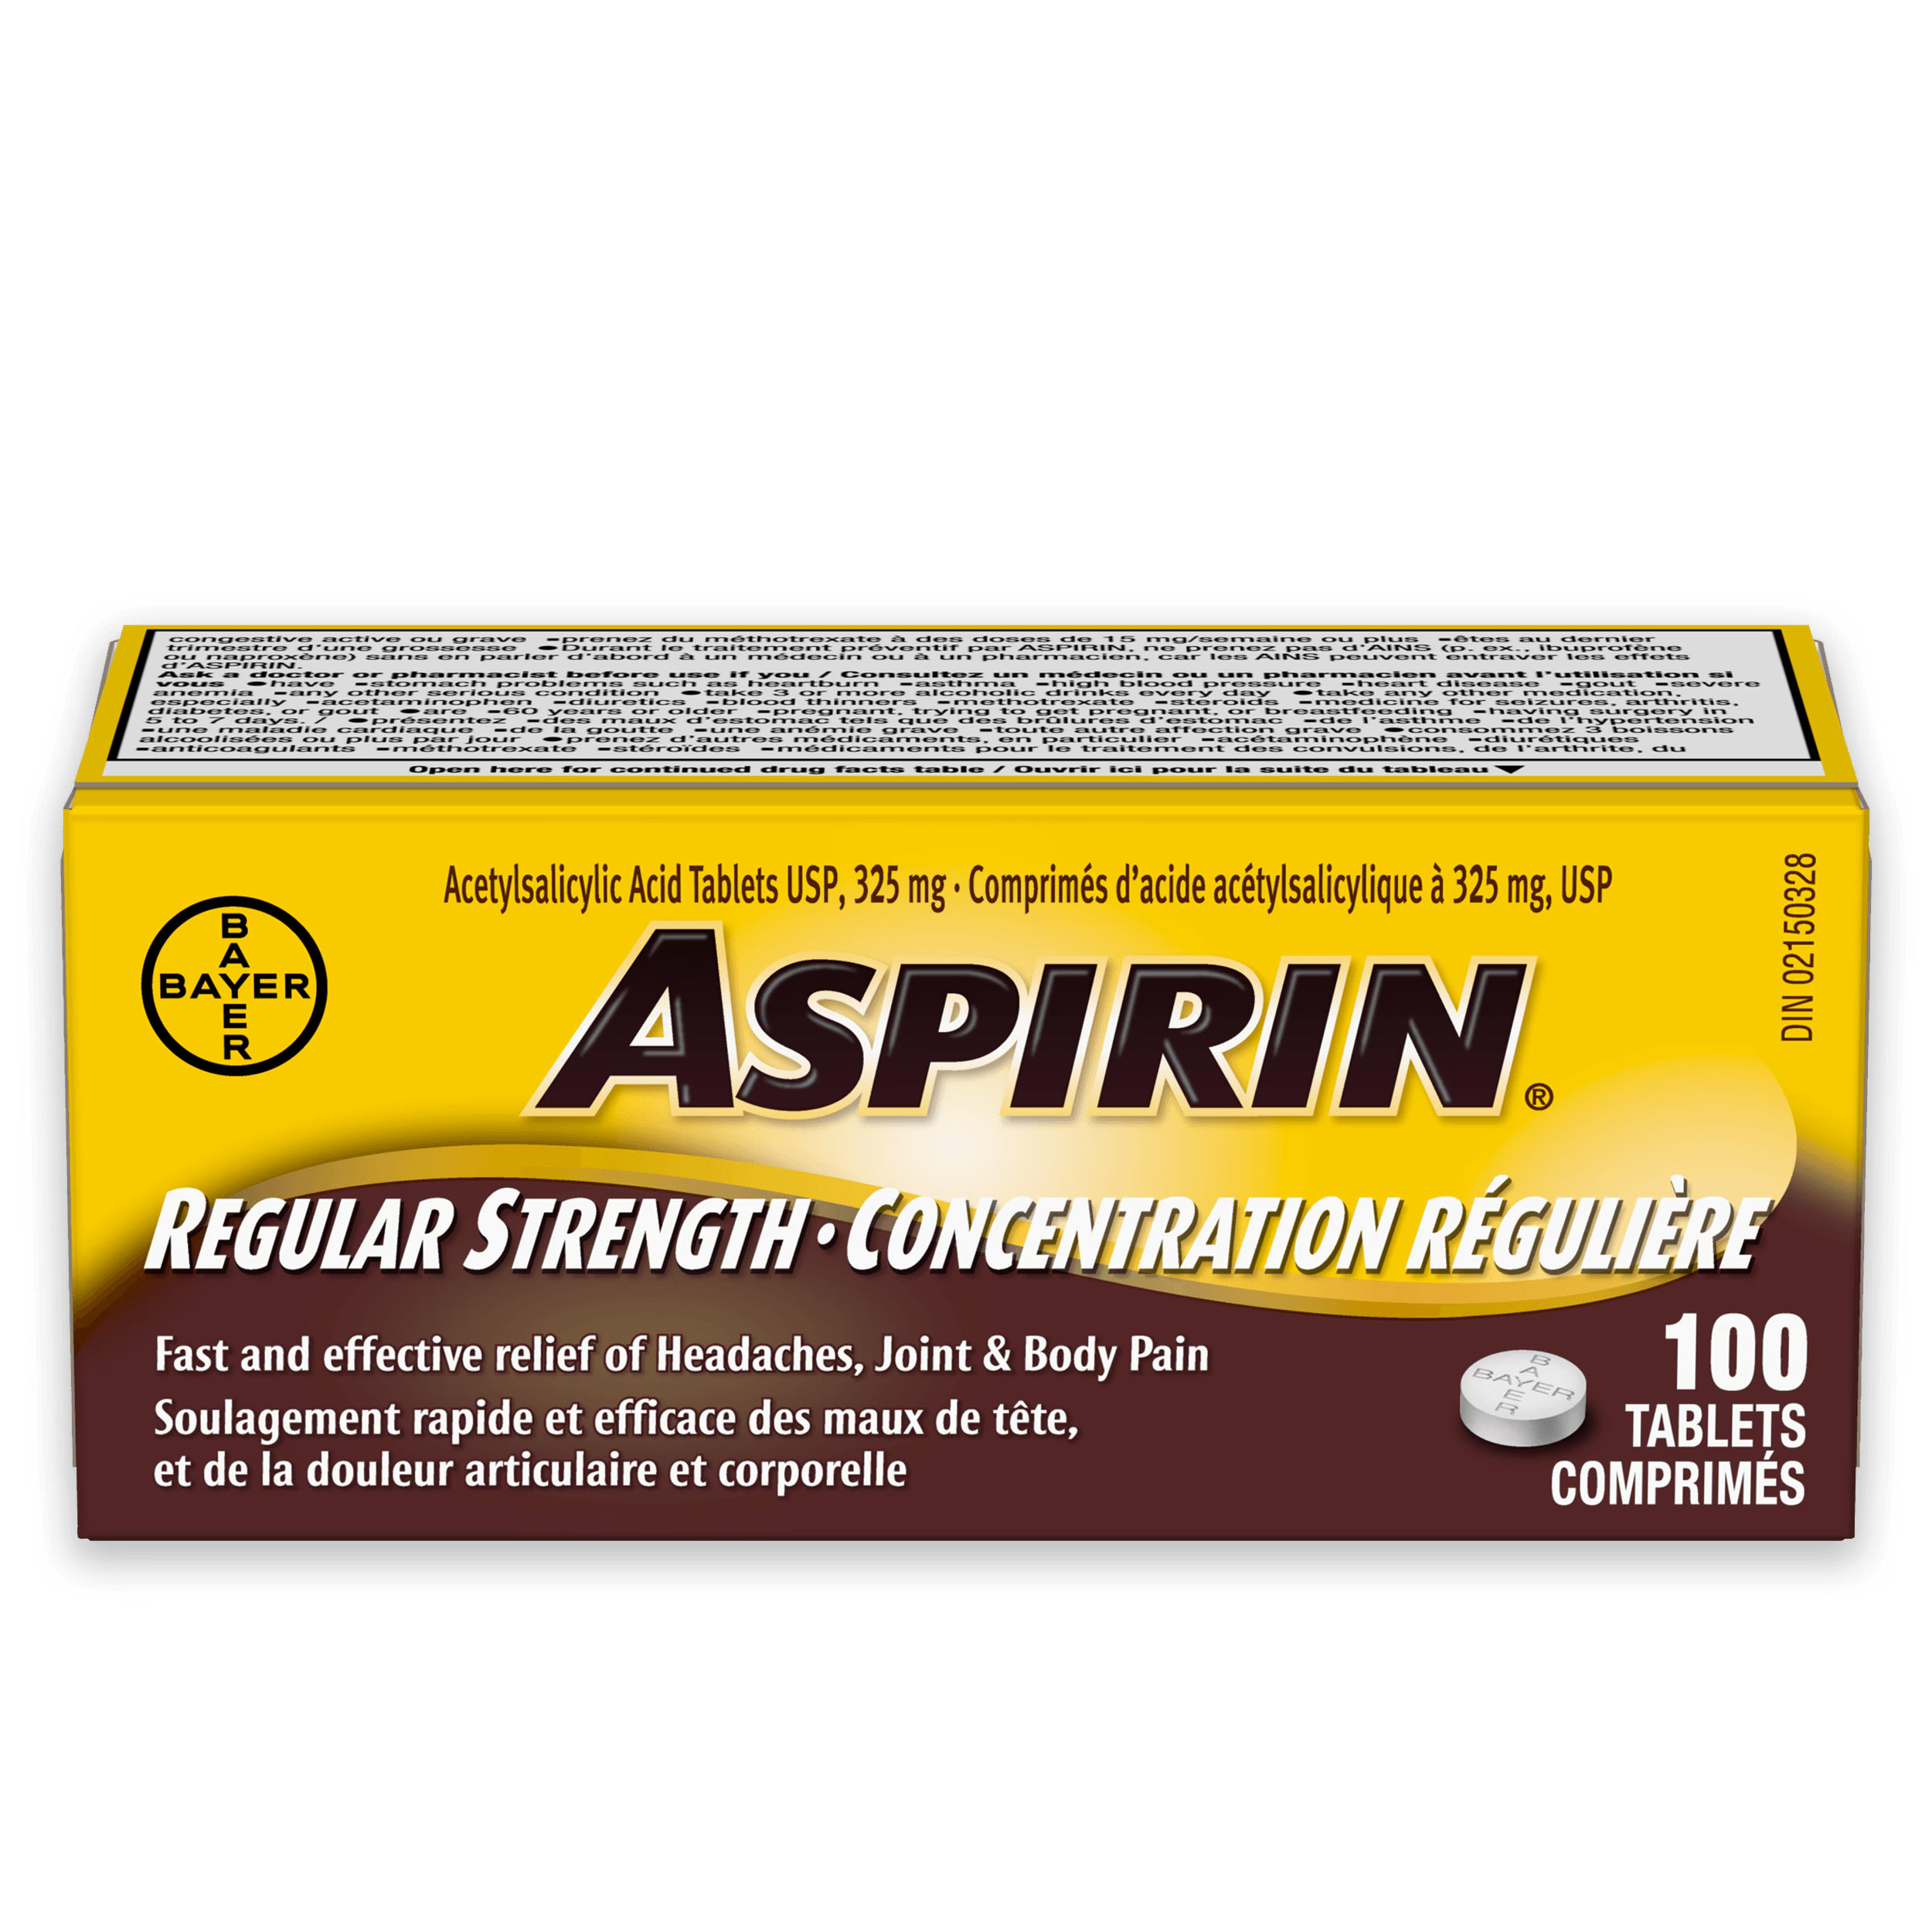 congestive active ou grave -prenez du méthotrexate à des doses de 15 mg/semaine ou plus -êtes au dernier
trimestre d'une grossesse •Durant le traitement préventif par ASPIRIN, ne prenez pas d'AINS (p. ex., ibuprofène
ou naproxène) sans en parler d'abord à un médecin ou à un pharmacien, car les AINS peuvent entraver les effets
d'ASPIRIN.
Ask a doctor or pharmacist before use if you / Consultez un médecin ou un pharmacien avant l'utilisation si
vous •have -stomach problems such as heartburn -asthma -high blood pressure -heart disease -gout -severe
anemia -any other serious condition •take 3 or more alcoholic drinks every day •take any other medication,
especially -acetaminophen -diuretics -blood thinners -methotrexate -steroids -medicine for seizures, arthritis,
diabetes, or gout •are -60 years or older -pregnant, trying to get pregnant, or breastfeeding -having surgery in
5 to 7 days. / •présentez -des maux d'estomac tels que des brûlures d'estomac -de l'asthme -de l'hypertension
-une maladie cardiaque -de la goutte -une anémie grave -toute autre affection grave •consommez 3 boissons
alcoolisées ou plus par jour •prenez d'autres médicaments, en particulier -acétaminophène -diurétiques
-anticoagulants -méthotrexate -stéroïdes -médicaments pour le traitement des convulsions, de l'arthrite, du
Open here for continued drug facts table / Ouvrir ici pour la suite du tableau ▼
Acetylsalicylic Acid Tablets USP, 325 mg · Comprimés d'acide acétylsalicylique à 325 mg, USP
BAYER
BAYER
ASPIRIN®
DIN 02150328
REGULAR STRENGTH · CONCENTRATION RÉGULIÈRE
Fast and effective relief of Headaches, Joint & Body Pain
Soulagement rapide et efficace des maux de tête,
et de la douleur articulaire et corporelle
BAYER
BAYER
100
TABLETS
COMPRIMÉS